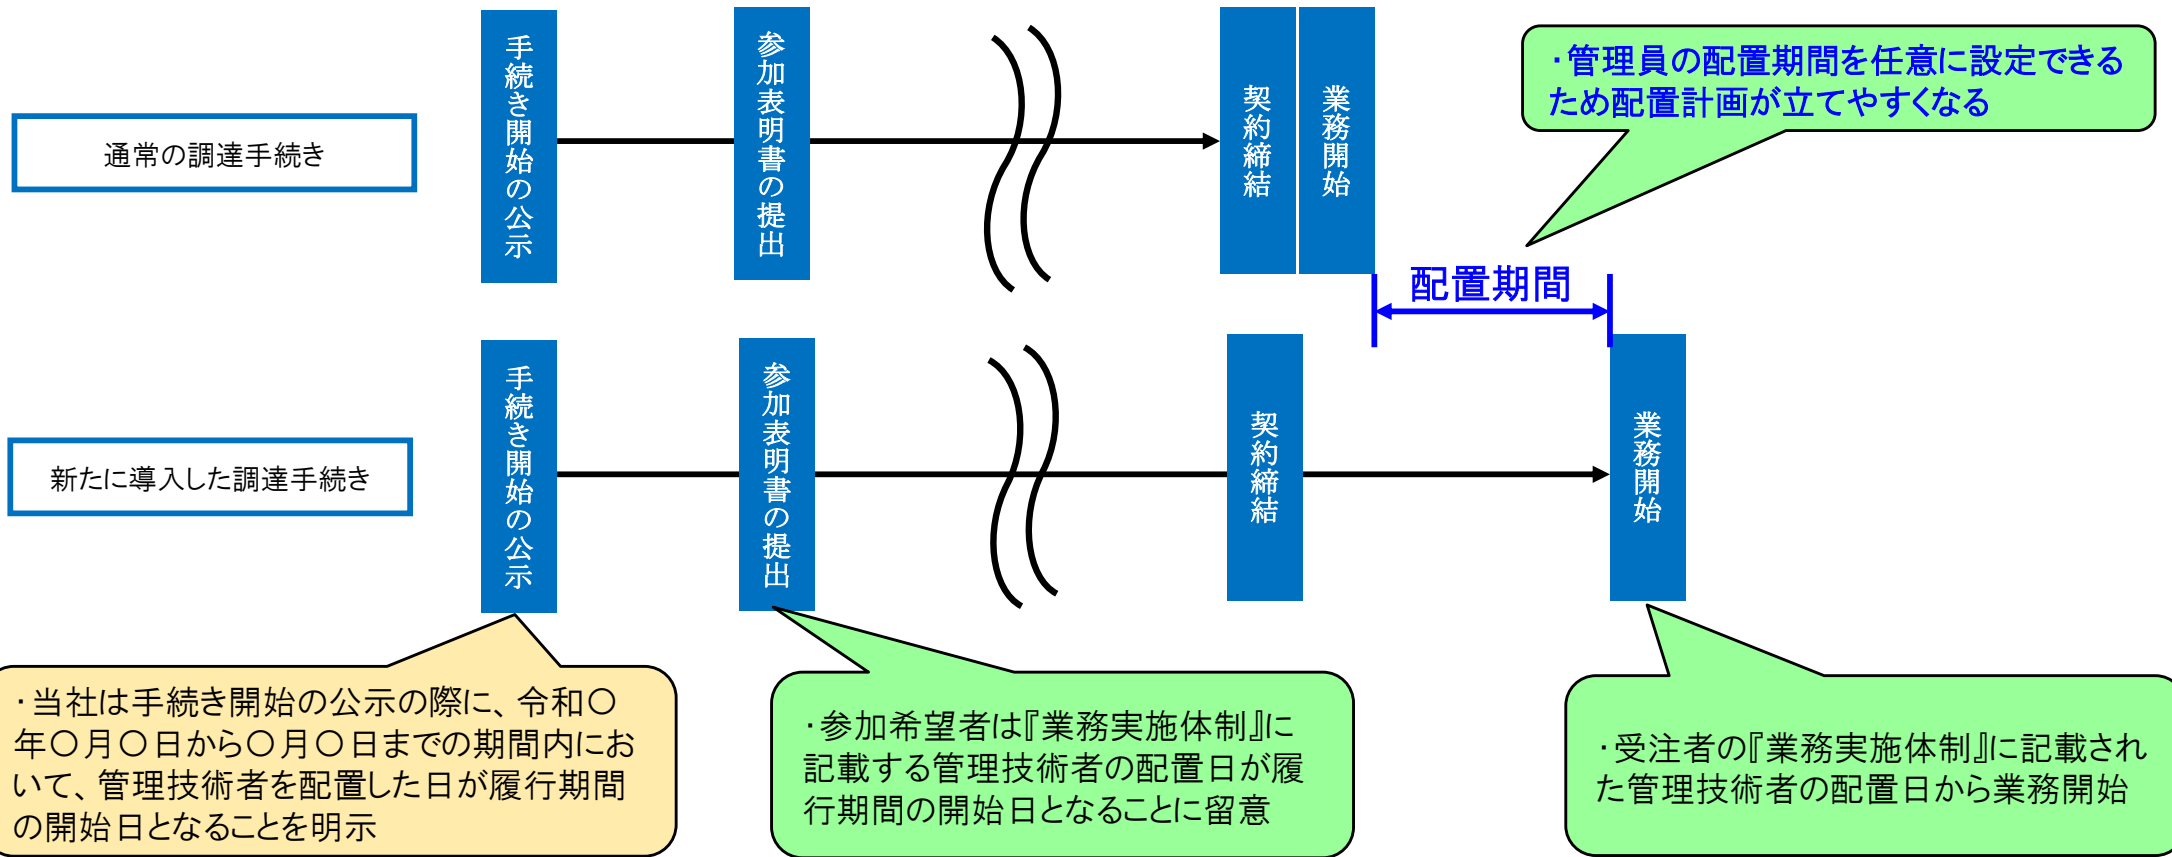 通常の調達手続き
手続き開始の公示
参加表明書の提出
契約締結
業務開始
・管理員の配置期間を任意に設定できる
ため配置計画が立てやすくなる
配置期間
新たに導入した調達手続き
手続き開始の公示
参加表明書の提出
契約締結
業務開始
・当社は手続き開始の公示の際に、令和〇
年〇月〇日から〇月〇日までの期間内にお
いて、管理技術者を配置した日が履行期間
の開始日となることを明示
・参加希望者は『業務実施体制』に
記載する管理技術者の配置日が履
行期間の開始日となることに留意
・受注者の『業務実施体制』に記載され
た管理技術者の配置日から業務開始